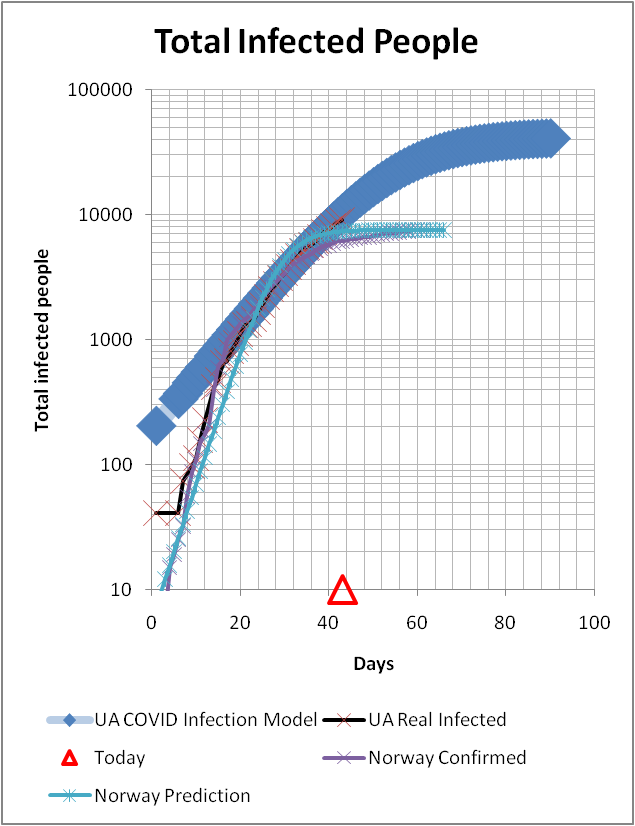 Total Infected People
100000
10000
1000
100
10
Total infected people
0 20 40 60 80 100
Days
UA COVID Infection Model UA Real Infected
Today Norway Confirmed
Norway Prediction